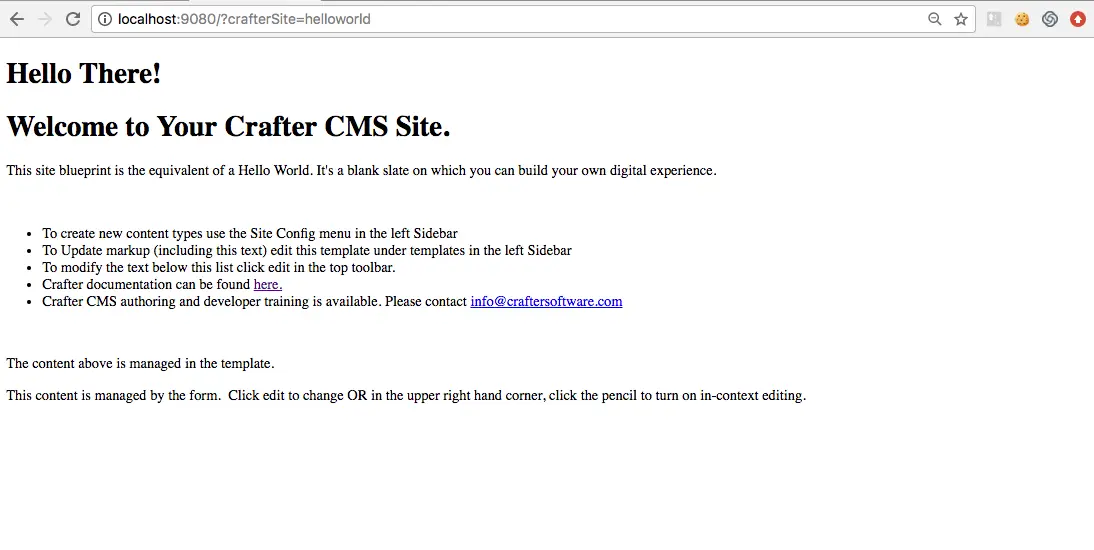 localhost:9080/?crafterSite=helloworld
Hello There!
Welcome to Your Crafter CMS Site.
This site blueprint is the equivalent of a Hello World. It's a blank slate on which you can build your own digital experience.
• To create new content types use the Site Config menu in the left Sidebar
• To Update markup (including this text) edit this template under templates in the left Sidebar
• To modify the text below this list click edit in the top toolbar.
• Crafter documentation can be found here.
• Crafter CMS authoring and developer training is available. Please contact info@craftersoftware.com
The content above is managed in the template.
This content is managed by the form.  Click edit to change OR in the upper right hand corner, click the pencil to turn on in-context editing.